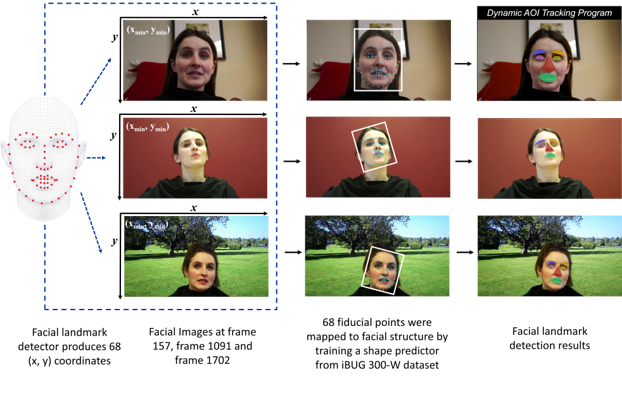 Dynamic AOI Tracking Program
x
y
(xmin, ymin)
x
y
(xmin, ymin)
x
y
(xmin, ymin)
Facial landmark
detector produces 68
(x, y) coordinates
Facial Images at frame
157, frame 1091 and
frame 1702
68 fiducial points were
mapped to facial structure by
training a shape predictor
from iBUG 300-W dataset
Facial landmark
detection results